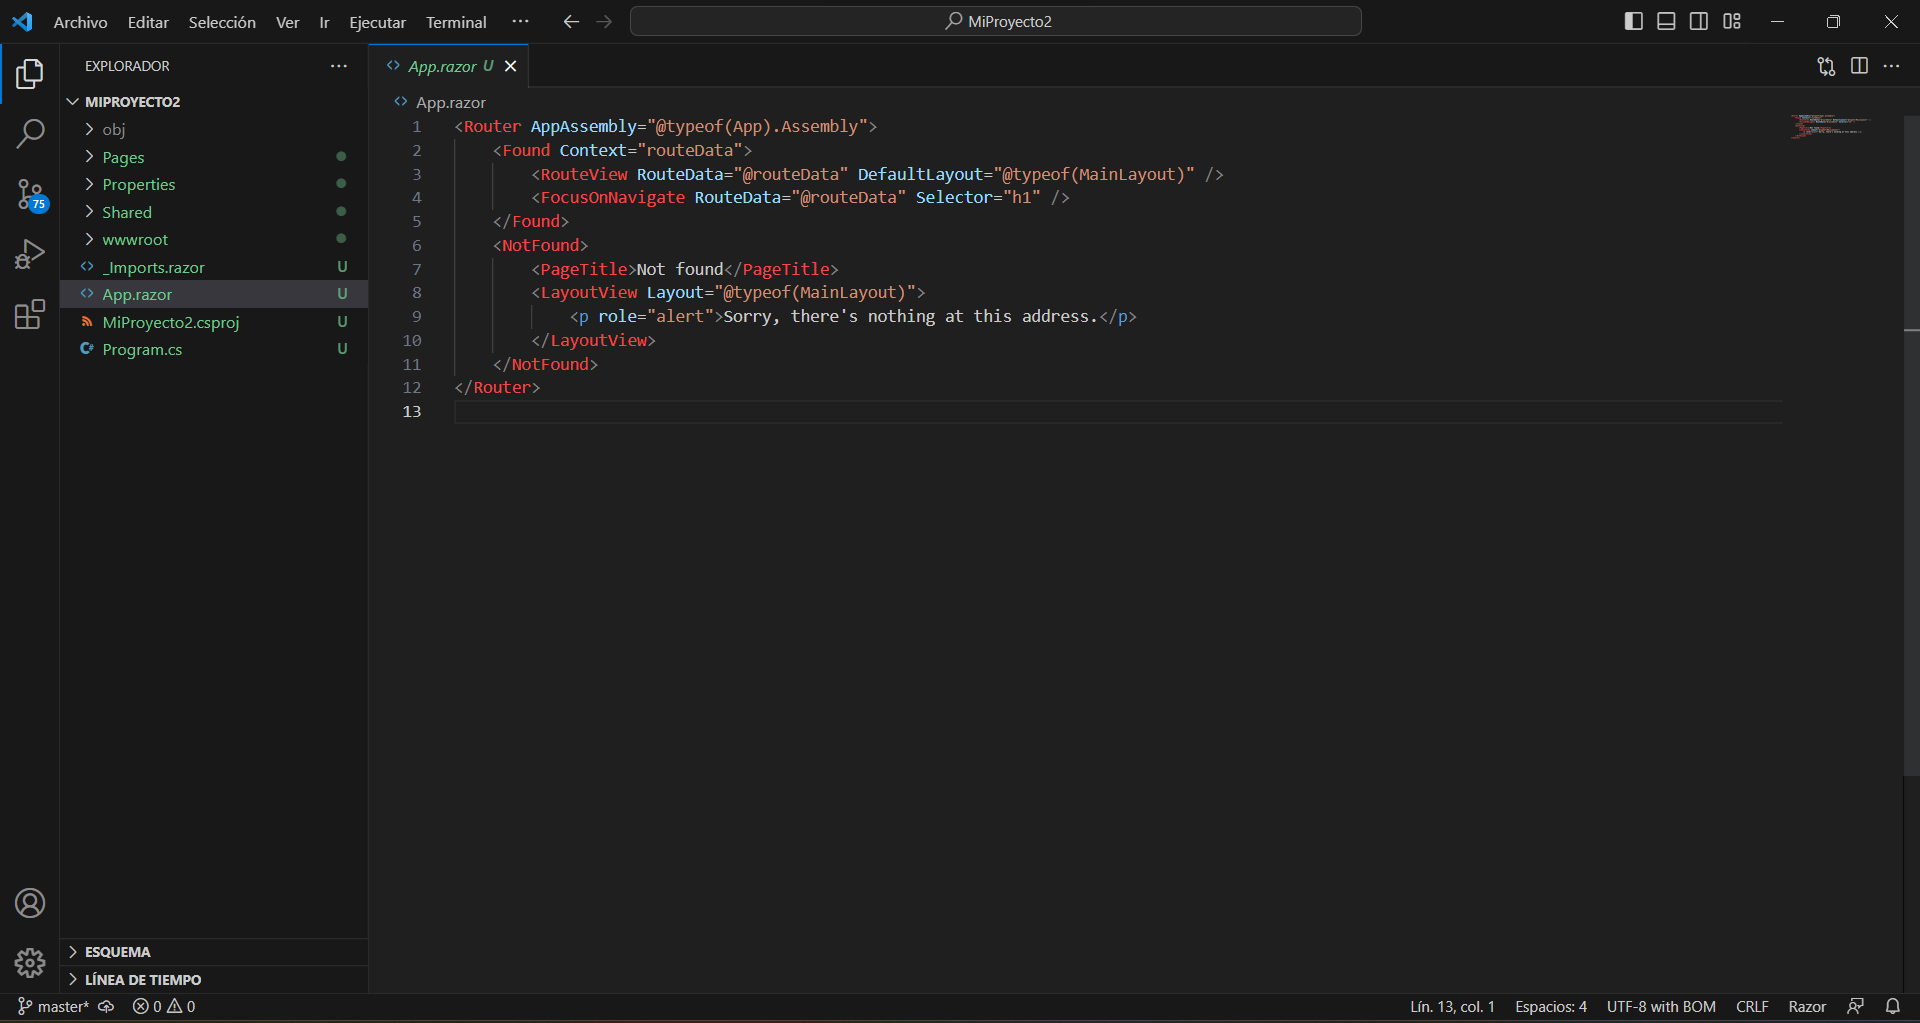 Archivo Editar Selección Ver Ir Ejecutar Terminal ··· MiProyecto2
EXPLORADOR ···
MIPROYECTO2
obj
Pages
Properties
Shared
wwwroot
_Imports.razor U
App.razor U
MiProyecto2.csproj U
Program.cs U
ESQUEMA
LÍNEA DE TIEMPO
75
App.razor U
App.razor
1 <Router AppAssembly="@typeof(App).Assembly">
2     <Found Context="routeData">
3         <RouteView RouteData="@routeData" DefaultLayout="@typeof(MainLayout)" />
4         <FocusOnNavigate RouteData="@routeData" Selector="h1" />
5     </Found>
6     <NotFound>
7         <PageTitle>Not found</PageTitle>
8         <LayoutView Layout="@typeof(MainLayout)">
9             <p role="alert">Sorry, there's nothing at this address.</p>
10         </LayoutView>
11     </NotFound>
12 </Router>
13
master* 0 0 Lín. 13, col. 1 Espacios: 4 UTF-8 with BOM CRLF Razor